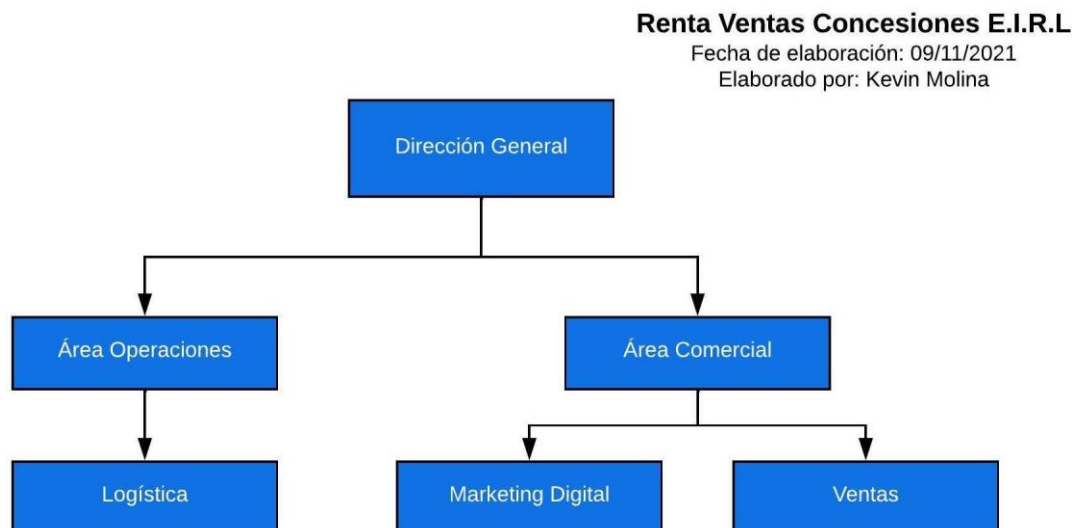 Renta Ventas Concesiones E.I.R.L
Fecha de elaboración: 09/11/2021
Elaborado por: Kevin Molina
Dirección General
Área Operaciones
Área Comercial
Logística
Marketing Digital
Ventas